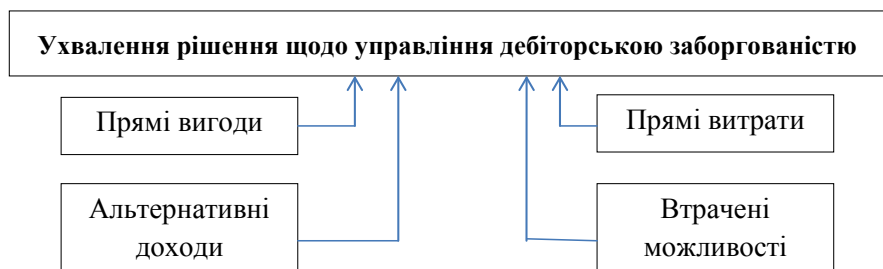 Ухвалення рішення щодо управління дебіторською заборгованістю
Прямі вигоди
Прямі витрати
Альтернативні
доходи
Втрачені
можливості